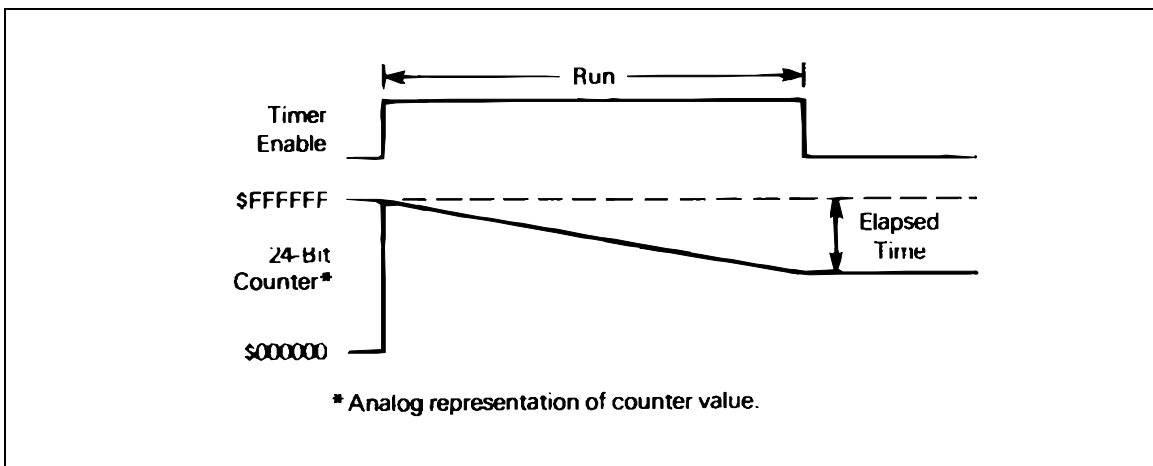 Run
Timer
Enable
$FFFFFF
Elapsed
Time
24-Bit
Counter*
$000000
* Analog representation of counter value.